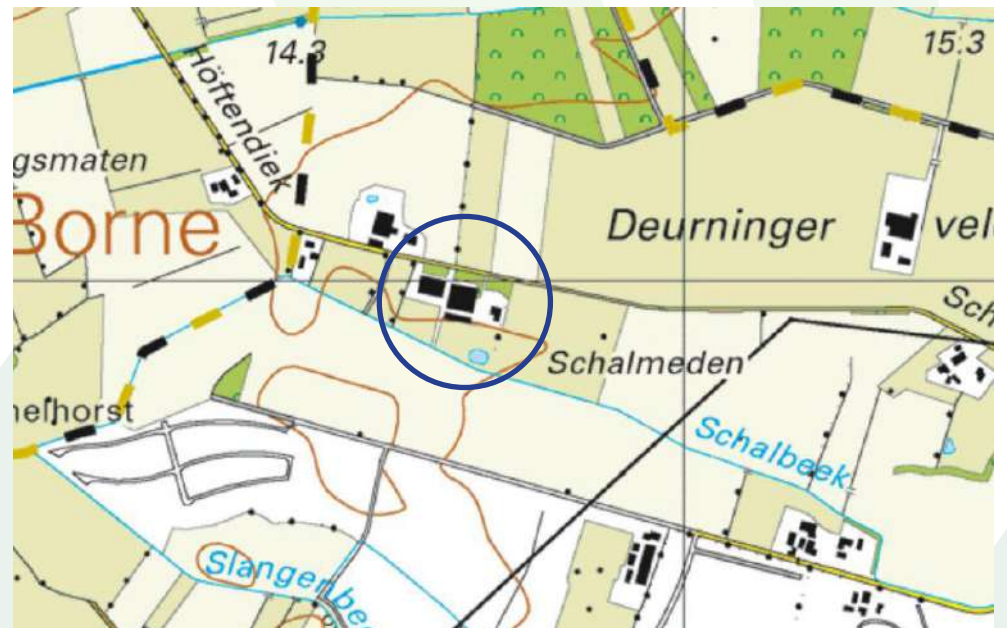 14.3
15.3
Höftendiek
gsmaten
Borne
Deurninger vel
Sch
Schalmeden
elhorst
Schalbeek
Slangenbe